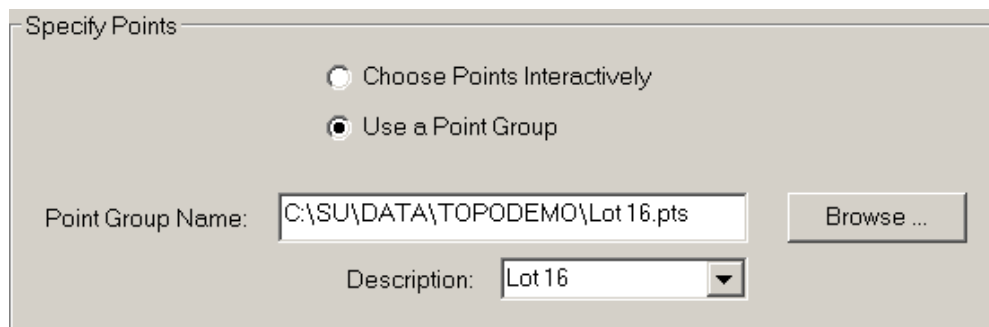 Specify Points
Choose Points Interactively
Use a Point Group
Point Group Name: C:\SU\DATA\TOPODEMO\Lot 16.pts Browse ...
Description: Lot 16